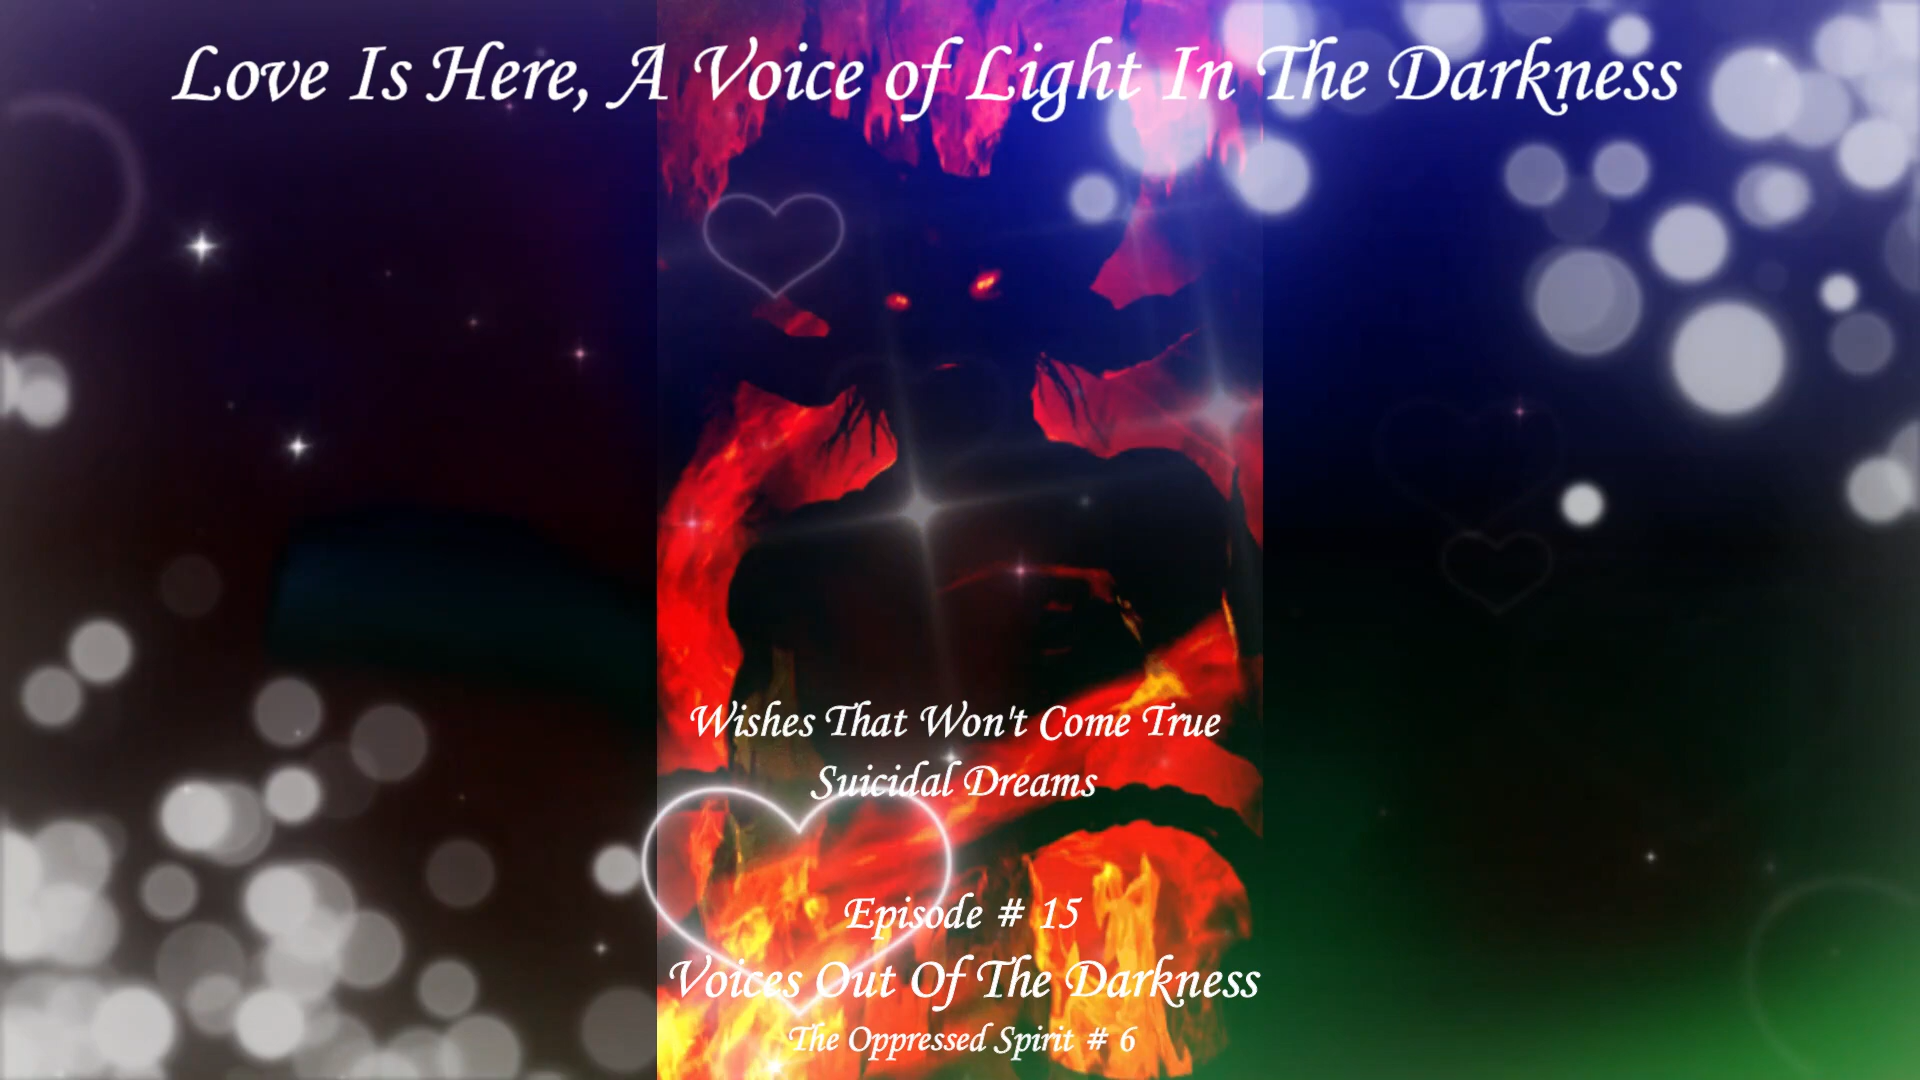 Love Is Here, A Voice of Light In The Darkness
Wishes That Won't Come True
Suicidal Dreams
Episode # 15
Voices Out Of The Darkness
The Oppressed Spirit # 6